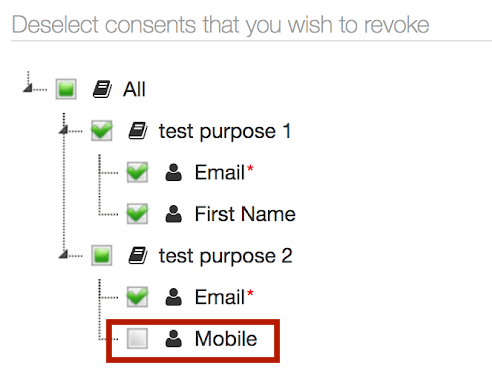 Deselect consents that you wish to revoke
All
test purpose 1
Email*
First Name
test purpose 2
Email*
Mobile